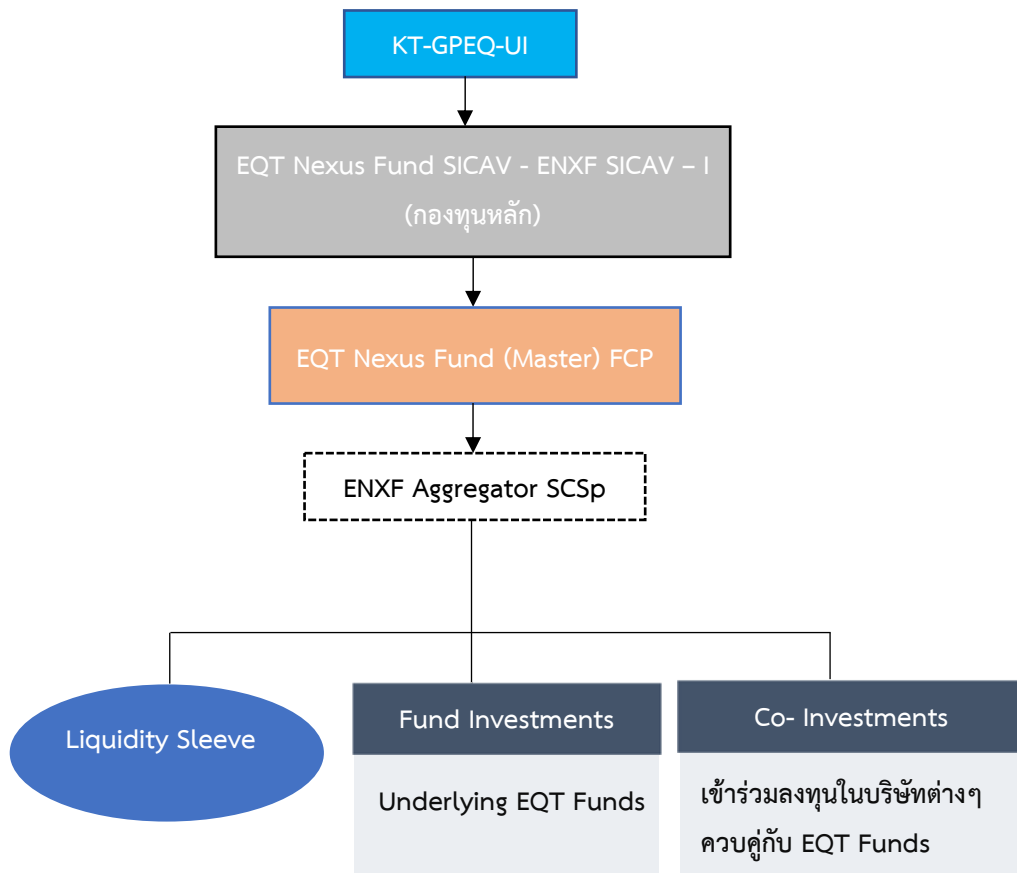 KT-GPEQ-UI
EQT Nexus Fund SICAV - ENXF SICAV – I
(กองทุนหลัก)
EQT Nexus Fund (Master) FCP
ENXF Aggregator SCSp
Liquidity Sleeve
Fund Investments
Underlying EQT Funds
Co- Investments
เข้าร่วมลงทุนในบริษัทต่างๆ
ควบคู่กับ EQT Funds